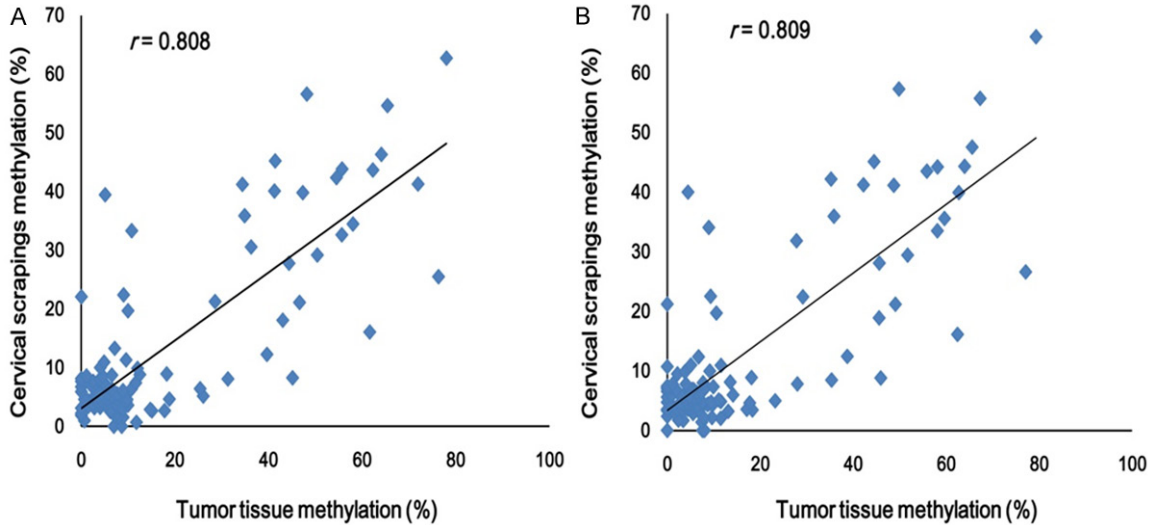 A
r = 0.808
Cervical scrapings methylation (%)
70
60
50
40
30
20
10
0
0 20 40 60 80 100
Tumor tissue methylation (%)
B
r = 0.809
Cervical scrapings methylation (%)
70
60
50
40
30
20
10
0
0 20 40 60 80 100
Tumor tissue methylation (%)